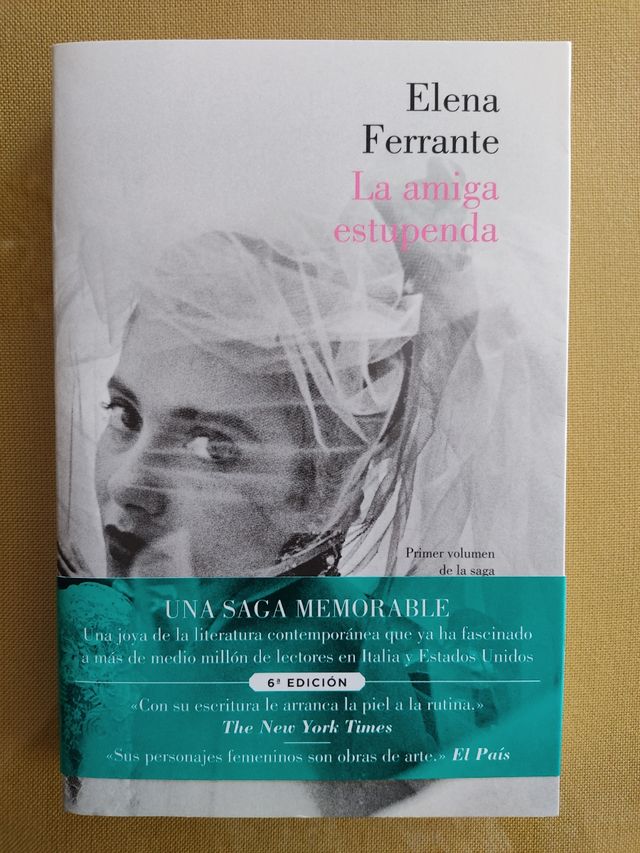 Elena
Ferrante
La amiga
estupenda
Primer volumen
de la saga
UNA SAGA MEMORABLE
Una joya de la literatura contemporánea que ya ha fascinado
a más de medio millón de lectores en Italia y Estados Unidos
6ª EDICIÓN
«Con su escritura le arranca la piel a la rutina.»
The New York Times
«Sus personajes femeninos son obras de arte.» El País